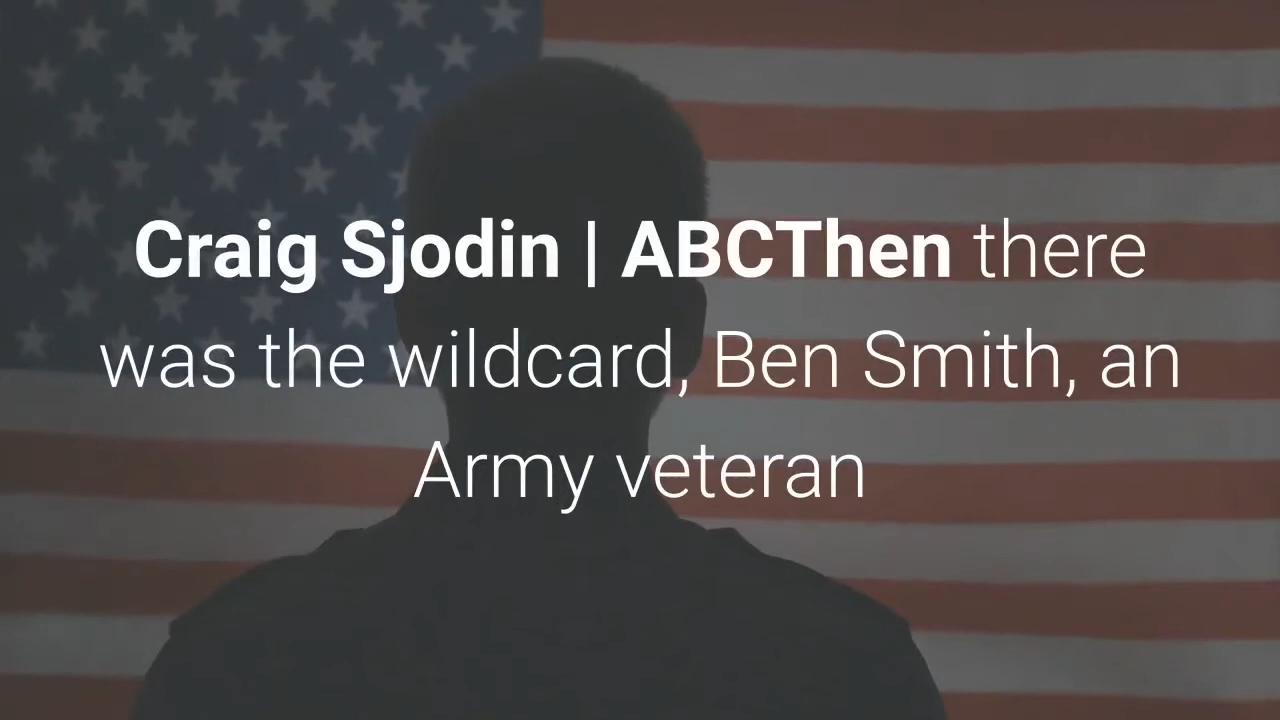 Craig Sjodin | ABCThen there
was the wildcard, Ben Smith, an
Army veteran